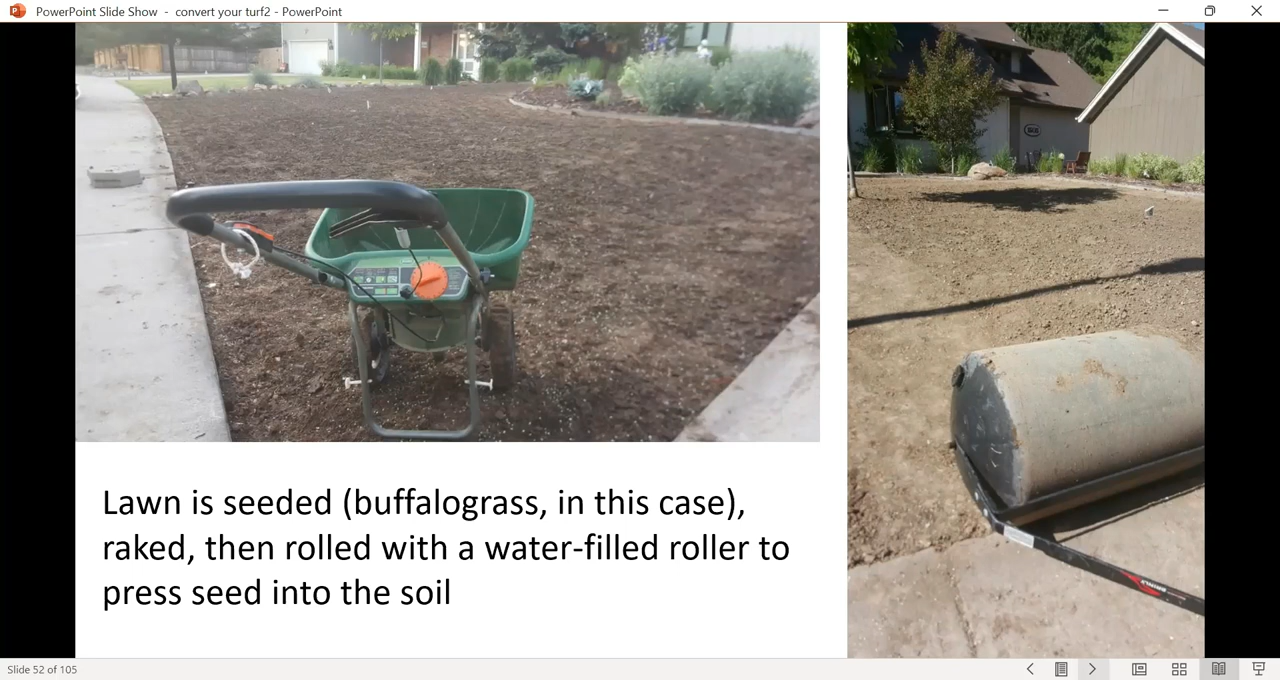 PowerPoint Slide Show - convert your turf2 - PowerPoint
Lawn is seeded (buffalograss, in this case),
raked, then rolled with a water-filled roller to
press seed into the soil
Slide 52 of 105